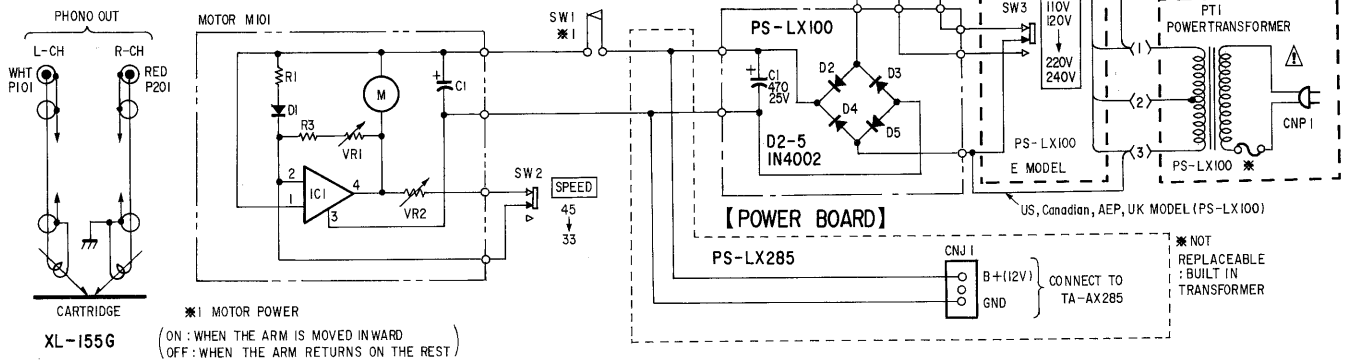 PHONO OUT
L-CH
R-CH
WHT
P101
RED
P201
CARTRIDGE
XL-155G
MOTOR M101
R1
D1
R3
VR1
M
C1
2
1
IC1
4
3
VR2
※1 MOTOR POWER
(ON : WHEN THE ARM IS MOVED INWARD
OFF : WHEN THE ARM RETURNS ON THE REST)
SW1
※1
SW2
SPEED
45
33
PS-LX100
+
C1
470
25V
D2
D3
D4
D5
D2-5
IN4002
【POWER BOARD】
PS-LX285
CNJ1
B+(12V)
GND
CONNECT TO
TA-AX285
SW3
110V
120V
220V
240V
PS-LX100
E MODEL
(1)
(2)
(3)
PT1
POWER TRANSFORMER
CNP1
PS-LX100 ※
US, Canadian, AEP, UK MODEL (PS-LX100)
※NOT
REPLACEABLE
: BUILT IN
TRANSFORMER